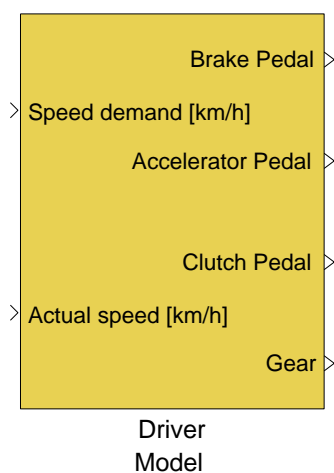 Brake Pedal
Speed demand [km/h]
Accelerator Pedal
Clutch Pedal
Actual speed [km/h]
Gear
Driver
Model